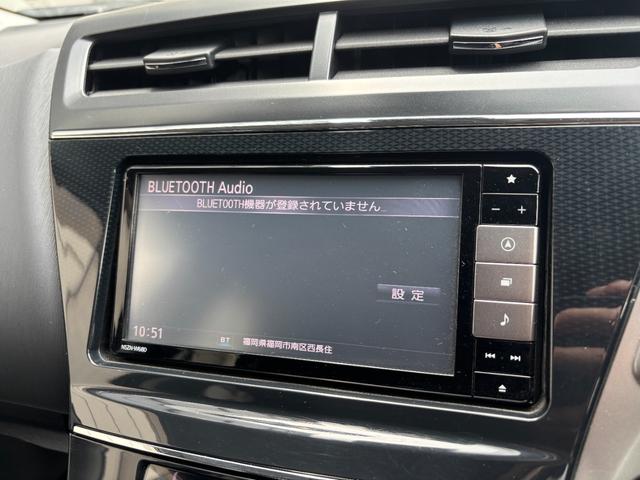 BLUETOOTH Audio
BLUETOOTH機器が登録されていません
設定
10:51
BT 福岡県福岡市南区西長住
NSZN-W68D